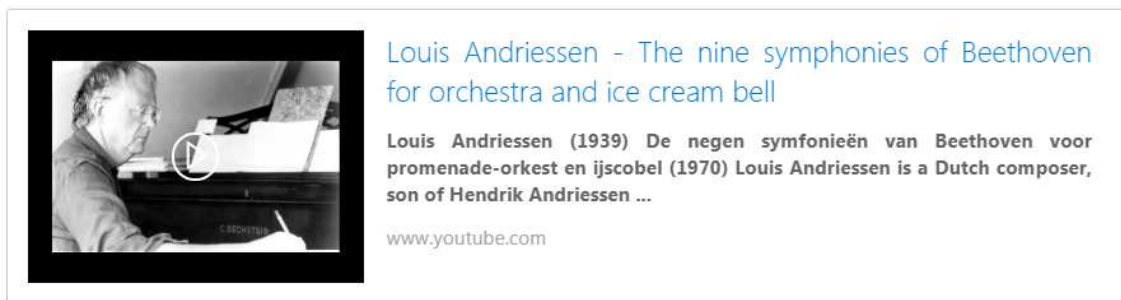 Louis Andriessen - The nine symphonies of Beethoven
for orchestra and ice cream bell
Louis Andriessen (1939) De negen symfonieën van Beethoven voor
promenade-orkest en ijscobel (1970) Louis Andriessen is a Dutch composer,
son of Hendrik Andriessen ...
www.youtube.com
C. BECHSTEIN